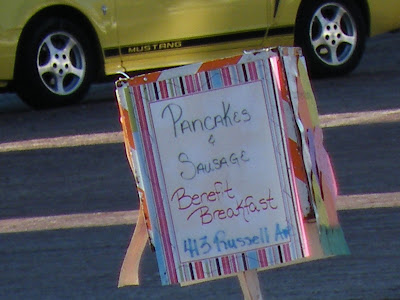 MUSTANG
Pancakes
&
Sausage
Benefit
Breakfast
413 Russell Av